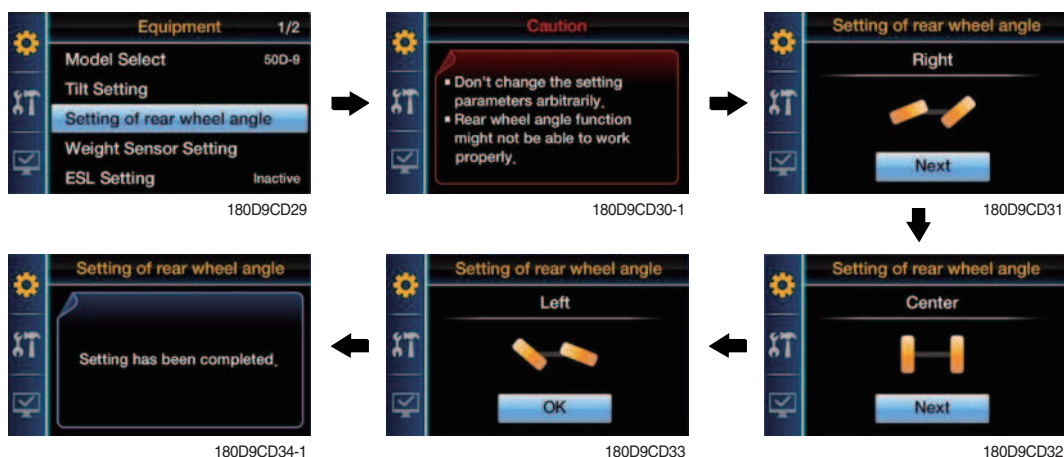 Equipment 1/2
Model Select 50D-9
Tilt Setting
Setting of rear wheel angle
Weight Sensor Setting
ESL Setting Inactive
180D9CD29
Caution
▪ Don't change the setting
parameters arbitrarily.
▪ Rear wheel angle function
might not be able to work
properly.
180D9CD30-1
Setting of rear wheel angle
Right
Next
180D9CD31
Setting of rear wheel angle
Center
Next
180D9CD32
Setting of rear wheel angle
Left
OK
180D9CD33
Setting of rear wheel angle
Setting has been completed.
180D9CD34-1